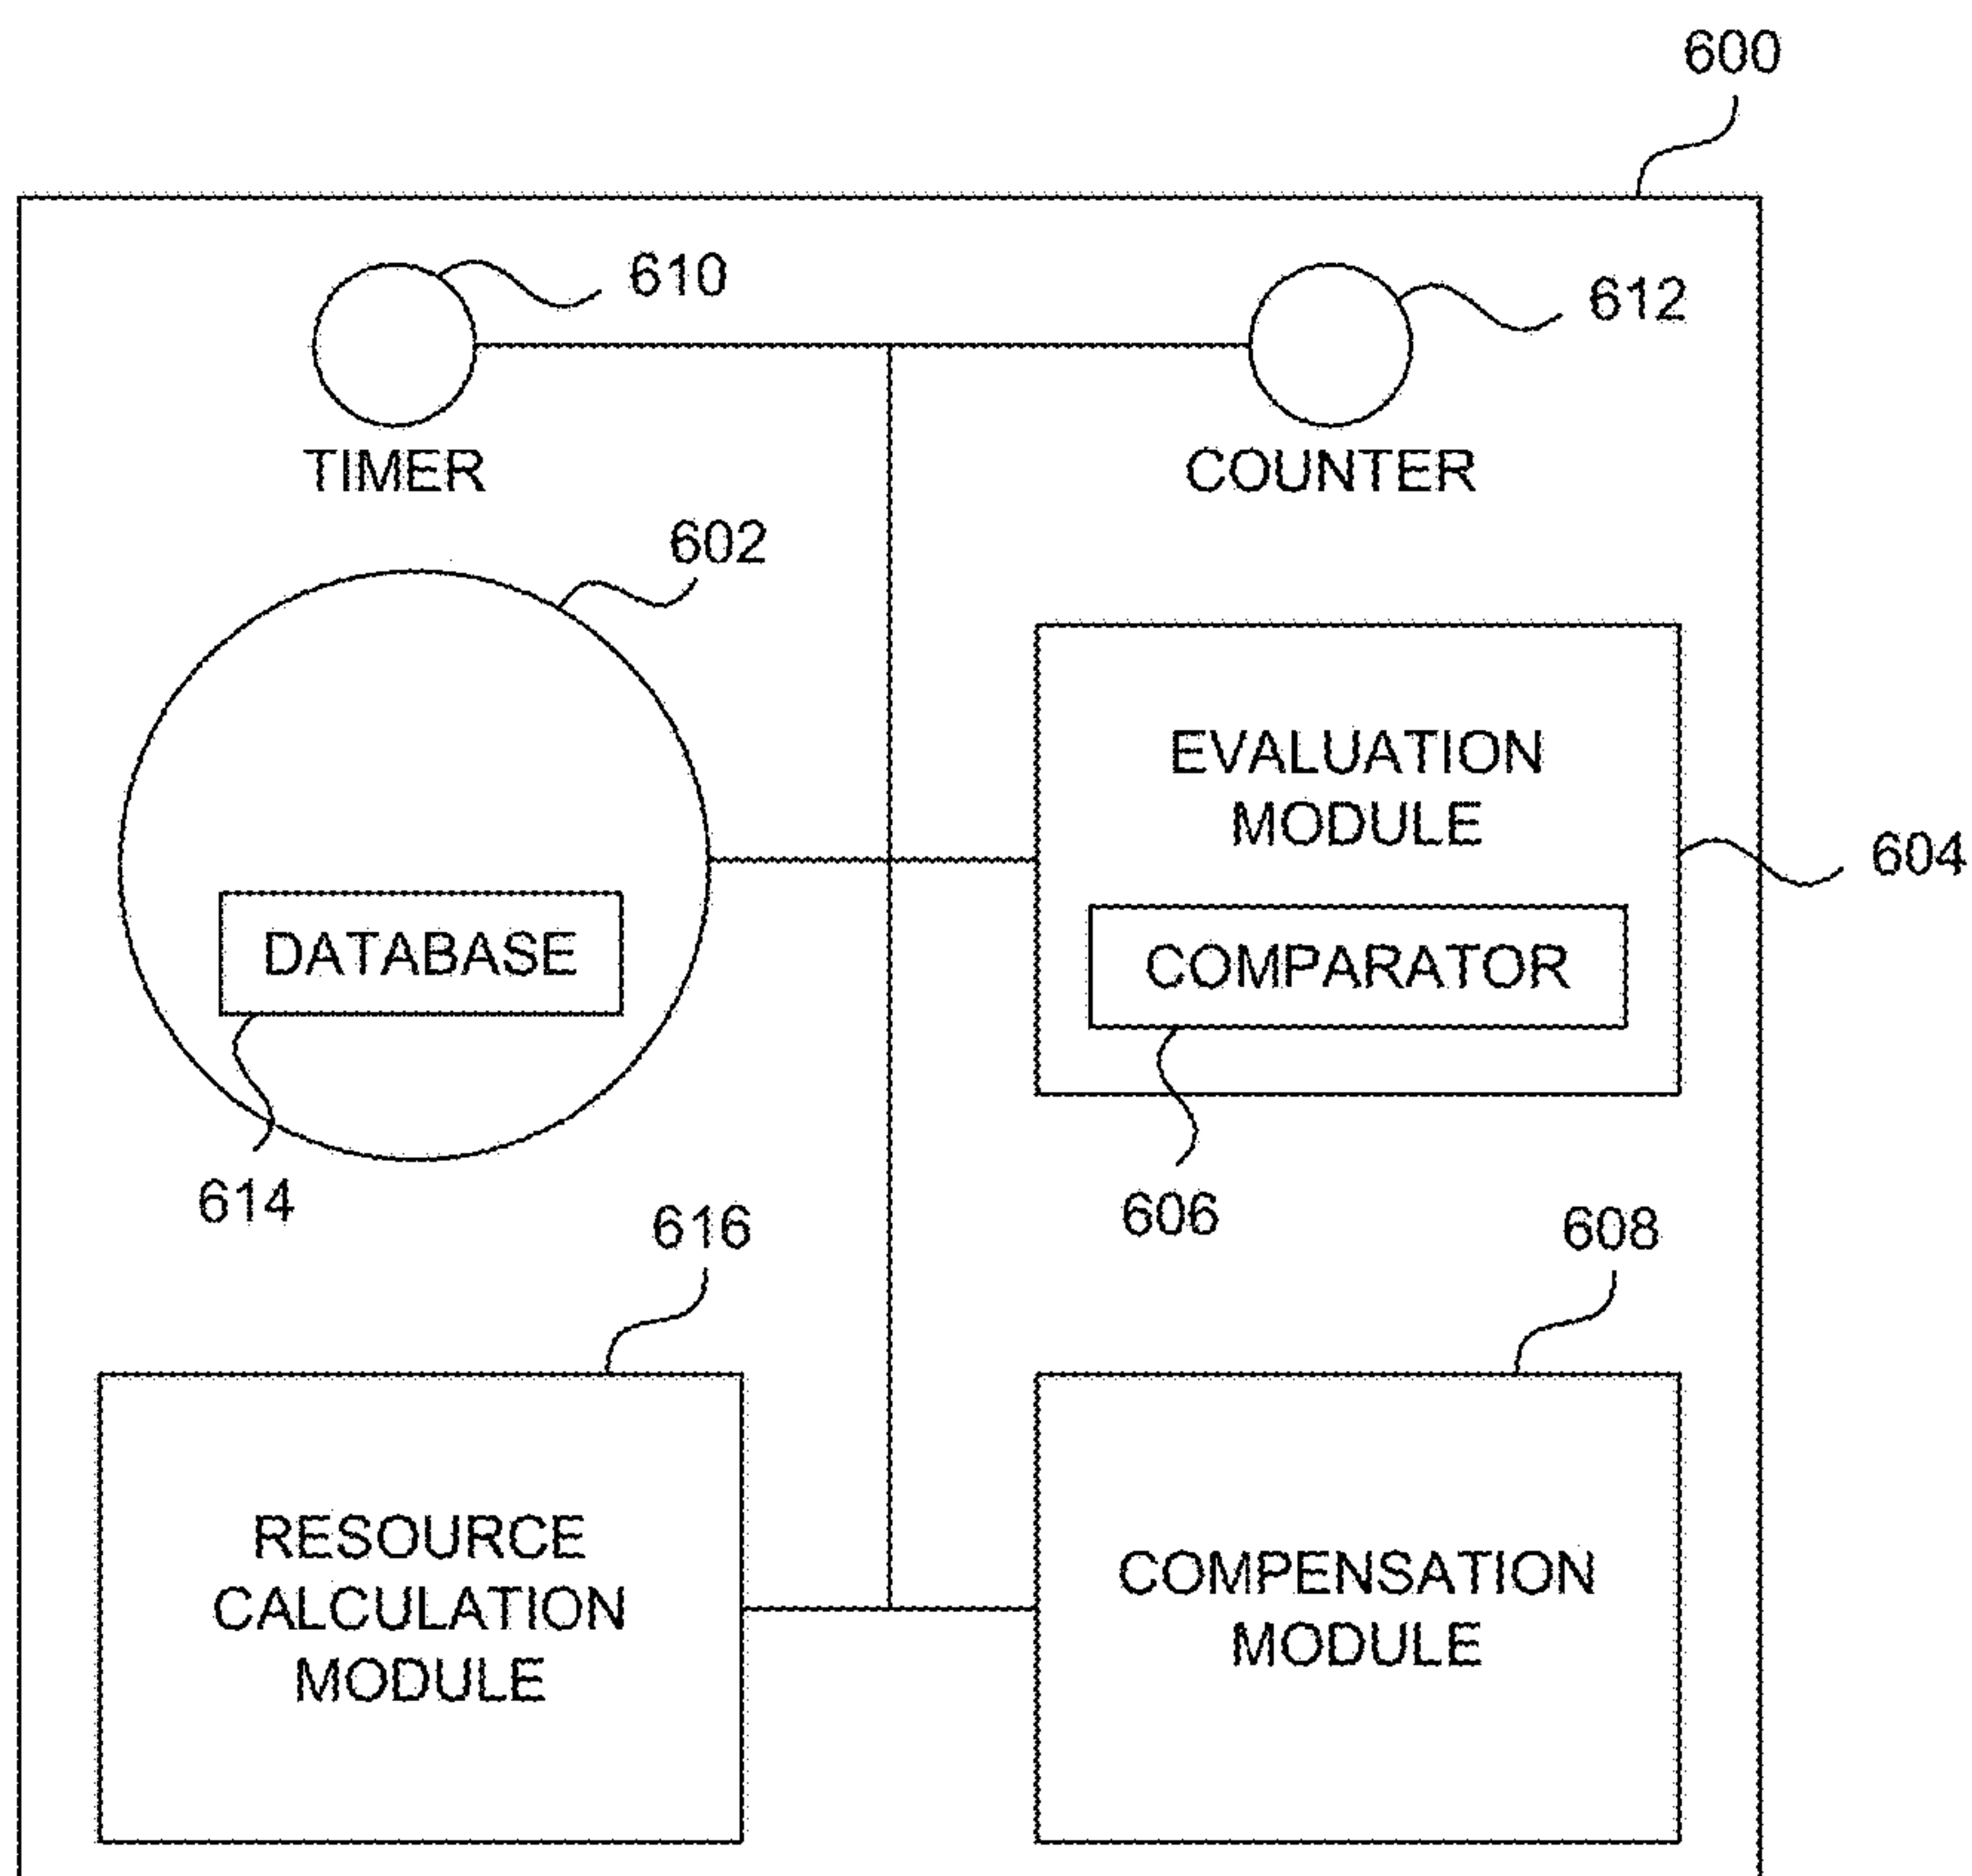 600
610
612
TIMER
COUNTER
602
EVALUATION
MODULE
604
DATABASE
COMPARATOR
614
606
616
608
RESOURCE
CALCULATION
MODULE
COMPENSATION
MODULE